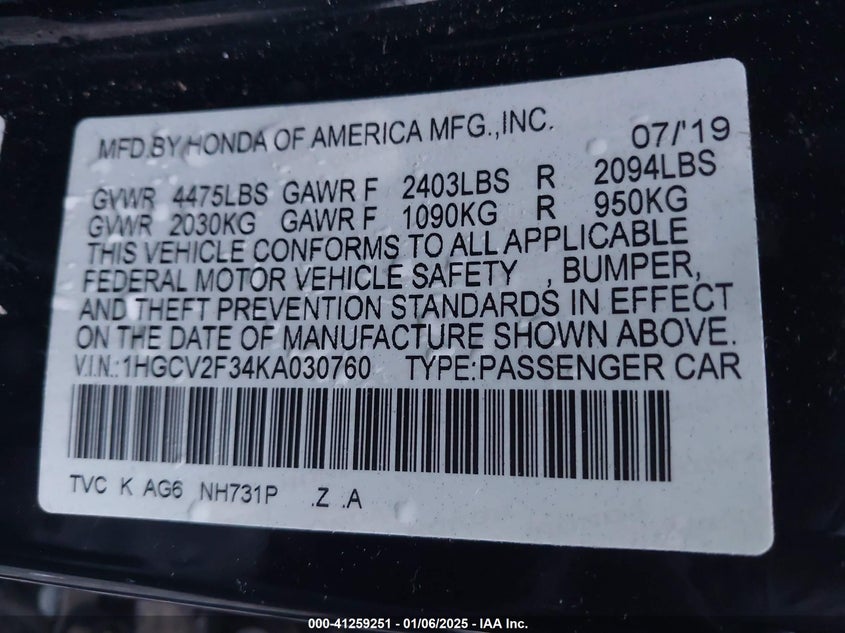 MFD.BY HONDA OF AMERICA MFG.,INC. 07/'19
GVWR 4475LBS GAWR F 2403LBS R 2094LBS
GVWR 2030KG GAWR F 1090KG R 950KG
THIS VEHICLE CONFORMS TO ALL APPLICABLE
FEDERAL MOTOR VEHICLE SAFETY , BUMPER,
AND THEFT PREVENTION STANDARDS IN EFFECT
ON THE DATE OF MANUFACTURE SHOWN ABOVE.
V.I.N.:1HGCV2F34KA030760 TYPE:PASSENGER CAR
TVC K AG6 NH731P .Z .A
000-41259251 - 01/06/2025 - IAA Inc.